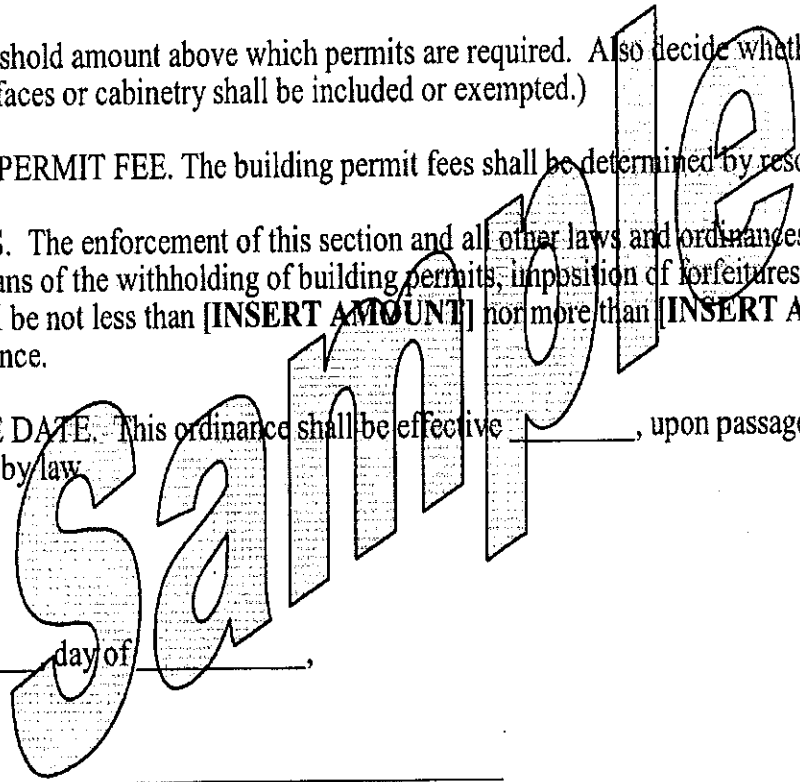 shold amount above which permits are required. Also decide wheth
faces or cabinetry shall be included or exempted.)
PERMIT FEE. The building permit fees shall be determined by reso
S. The enforcement of this section and all other laws and ordinances
ans of the withholding of building permits, imposition of forfeitures
l be not less than [INSERT AMOUNT] nor more than [INSERT A
nce.
E DATE. This ordinance shall be effective ________, upon passage
by law
____ day of ________,
Sample